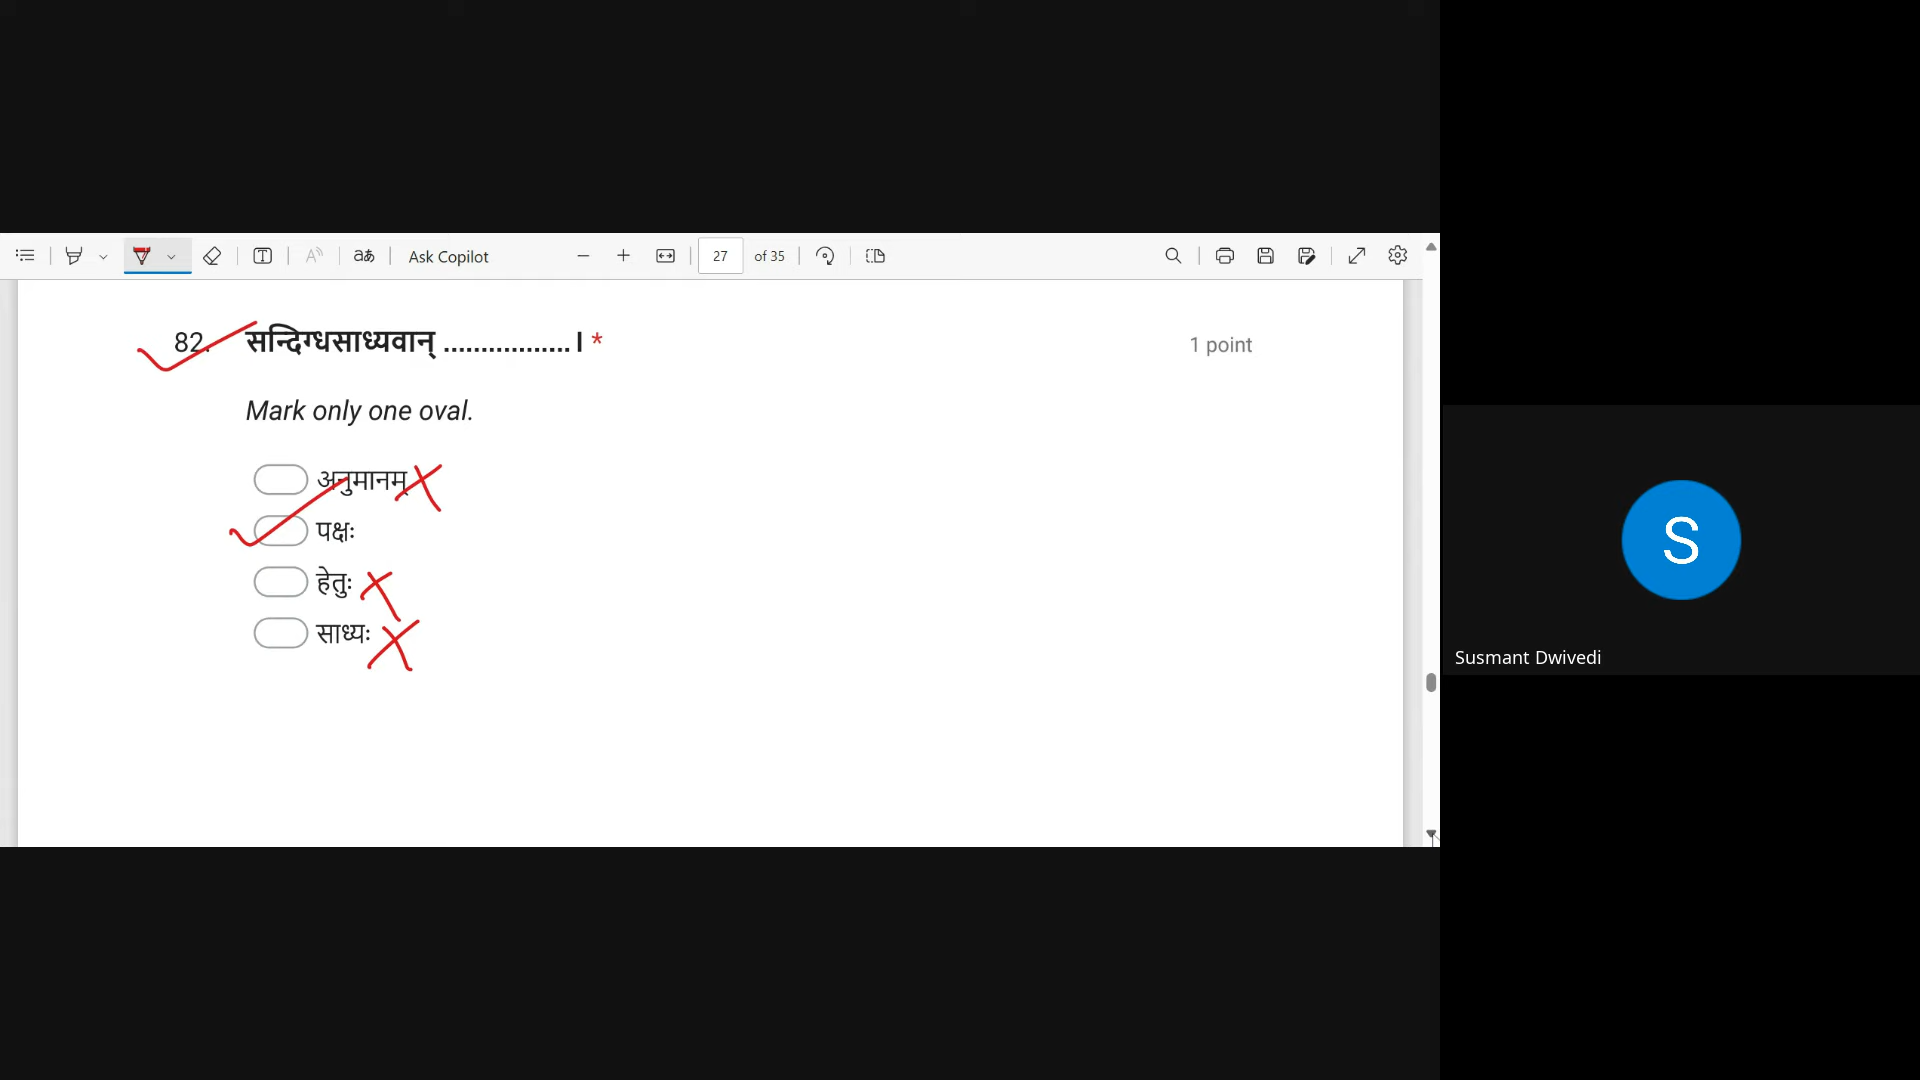 Ask Copilot
27 of 35
82. सन्दिग्धसाध्यवान् .................। *
1 point
Mark only one oval.
अनुमानम्
पक्षः
हेतुः
साध्यः
S
Susmant Dwivedi